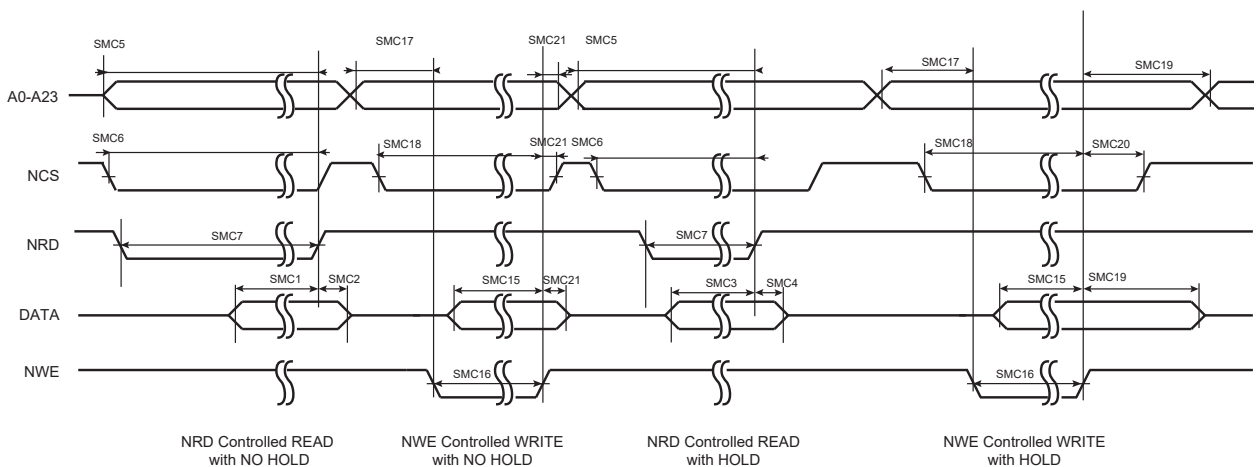 SMC5
SMC17
SMC21
SMC5
SMC17
SMC19
A0-A23
SMC6
SMC18
SMC21
SMC6
SMC18
SMC20
NCS
NRD
SMC7
SMC7
SMC1
SMC2
SMC15
SMC21
SMC3
SMC4
SMC15
SMC19
DATA
NWE
SMC16
SMC16
NRD Controlled READ
with NO HOLD
NWE Controlled WRITE
with NO HOLD
NRD Controlled READ
with HOLD
NWE Controlled WRITE
with HOLD